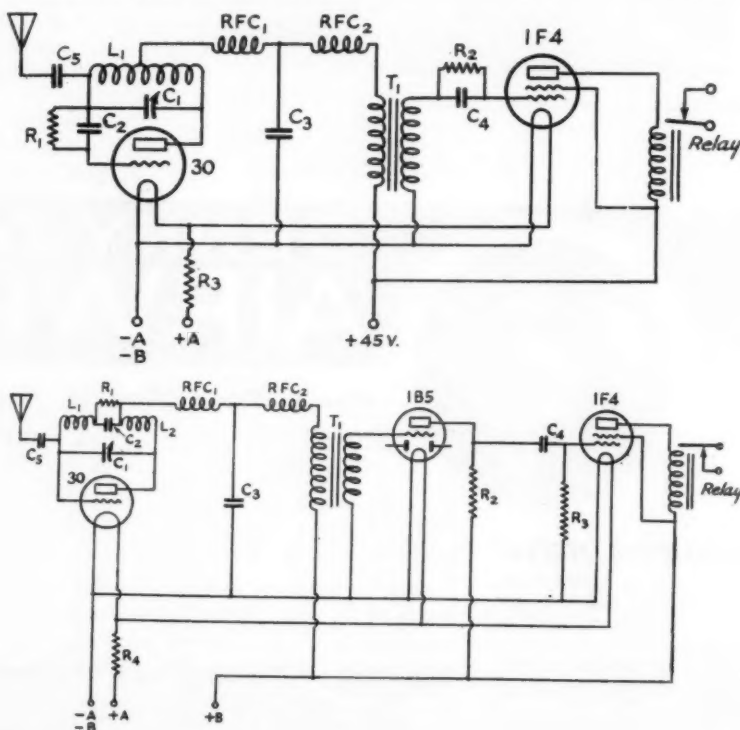 RFC₁ RFC₂
R₂ 1F4
C₅ L₁
C₁ T₁
R₁ C₂ C₃ C₄
Relay
30
R₃
-A +A +45 V.
-B
R₁ RFC₁ RFC₂ 1B5 1F4
L₁ C₂ L₂ T₁
C₅ C₁ C₄
30 C₃ R₂ R₃ Relay
R₄
-A +A +B
-B